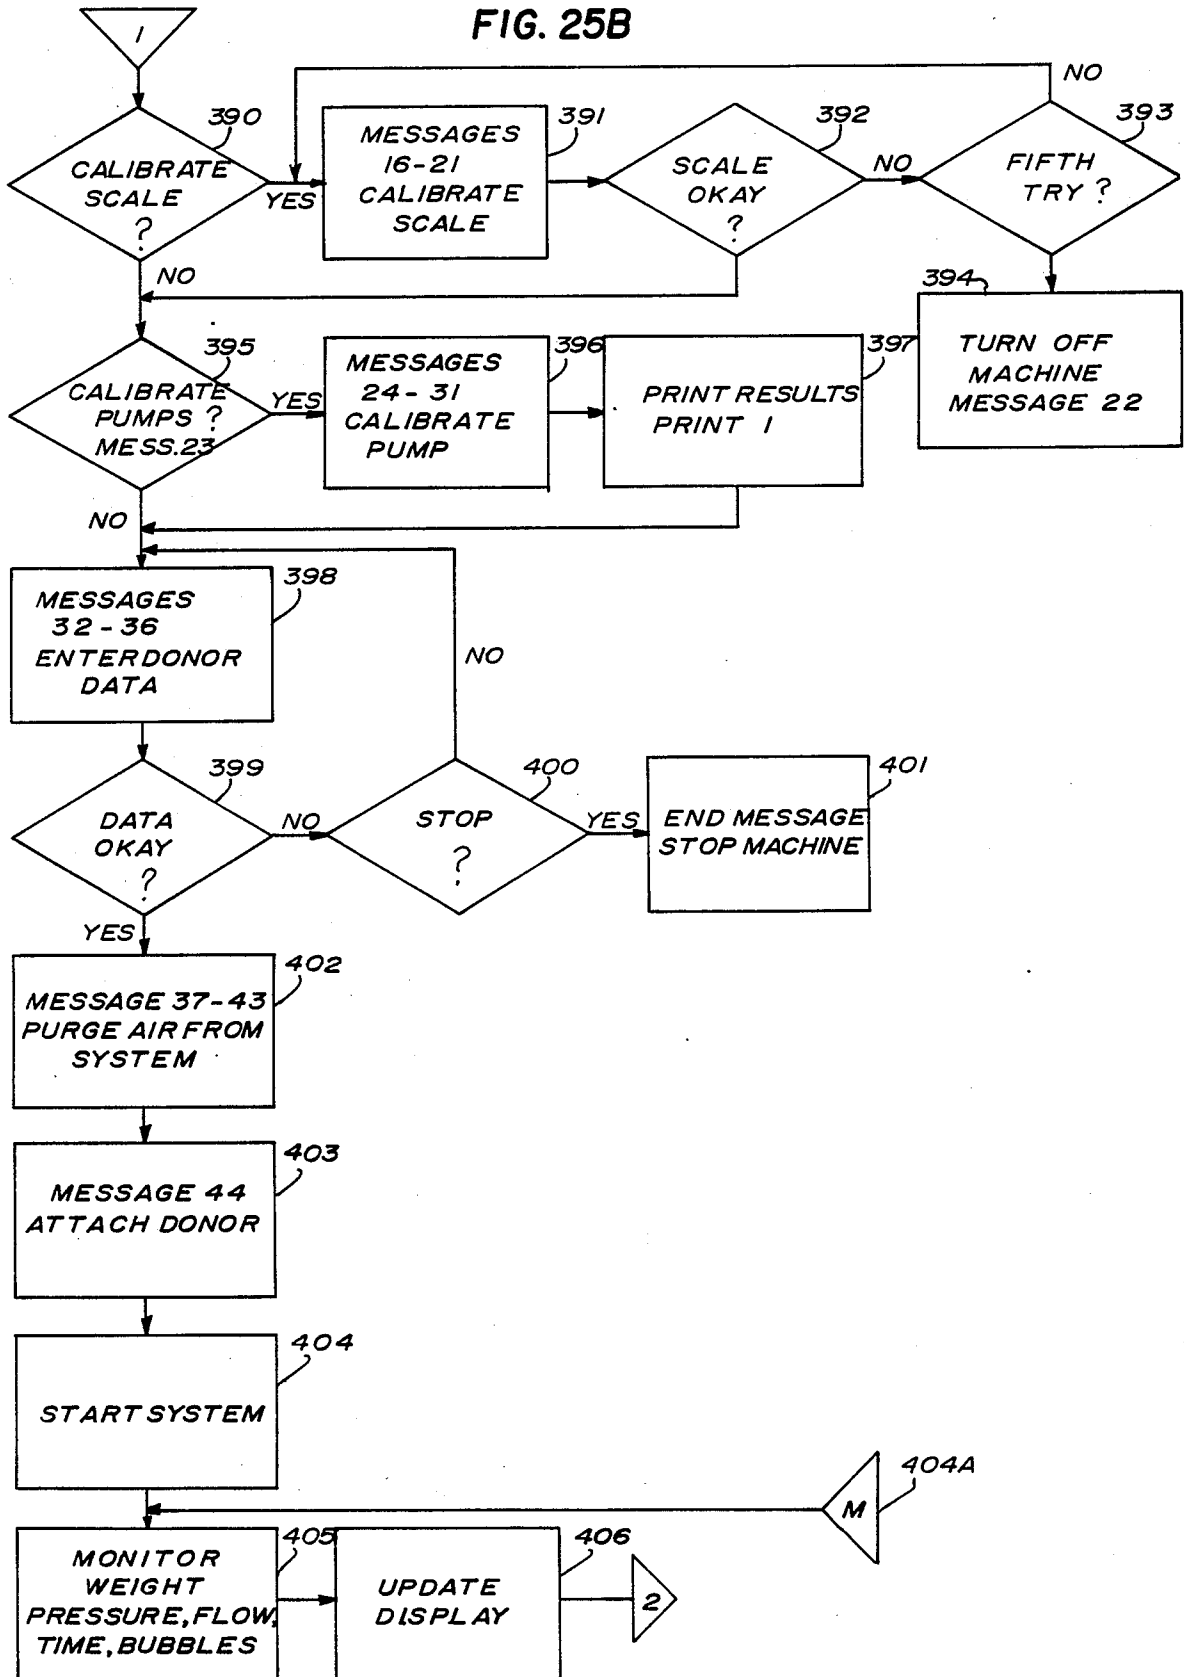 FIG. 25B
1
390
CALIBRATE
SCALE
?
YES
NO
391
MESSAGES
16-21
CALIBRATE
SCALE
392
SCALE
OKAY
?
NO
393
FIFTH
TRY ?
NO
394
TURN OFF
MACHINE
MESSAGE 22
395
CALIBRATE
PUMPS ?
MESS.23
YES
NO
396
MESSAGES
24-31
CALIBRATE
PUMP
397
PRINT RESULTS
PRINT 1
398
MESSAGES
32-36
ENTER DONOR
DATA
399
DATA
OKAY
?
NO
YES
400
STOP
?
NO
YES
401
END MESSAGE
STOP MACHINE
402
MESSAGE 37-43
PURGE AIR FROM
SYSTEM
403
MESSAGE 44
ATTACH DONOR
404
START SYSTEM
404A
M
405
MONITOR
WEIGHT
PRESSURE, FLOW,
TIME, BUBBLES
406
UPDATE
DISPLAY
2